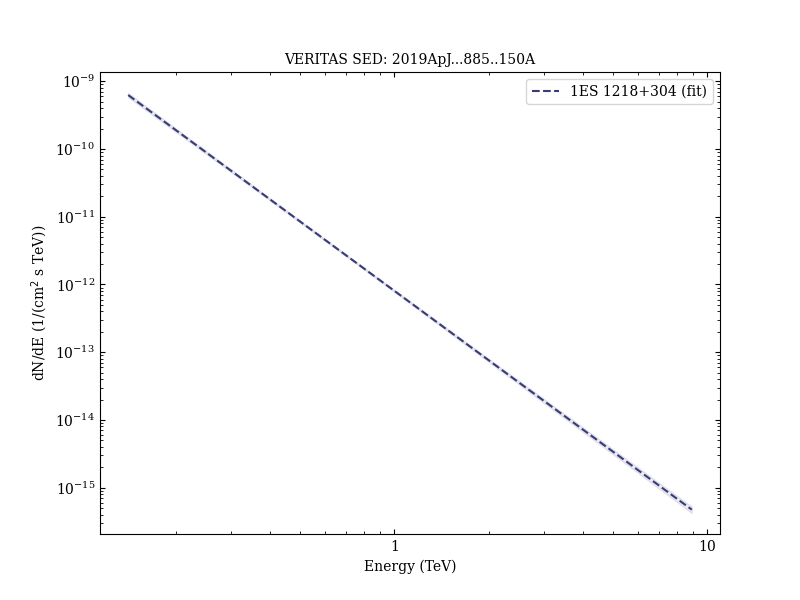 VERITAS SED: 2019ApJ...885..150A
1ES 1218+304 (fit)
dN/dE (1/(cm² s TeV))
10⁻⁹
10⁻¹⁰
10⁻¹¹
10⁻¹²
10⁻¹³
10⁻¹⁴
10⁻¹⁵
1
10
Energy (TeV)